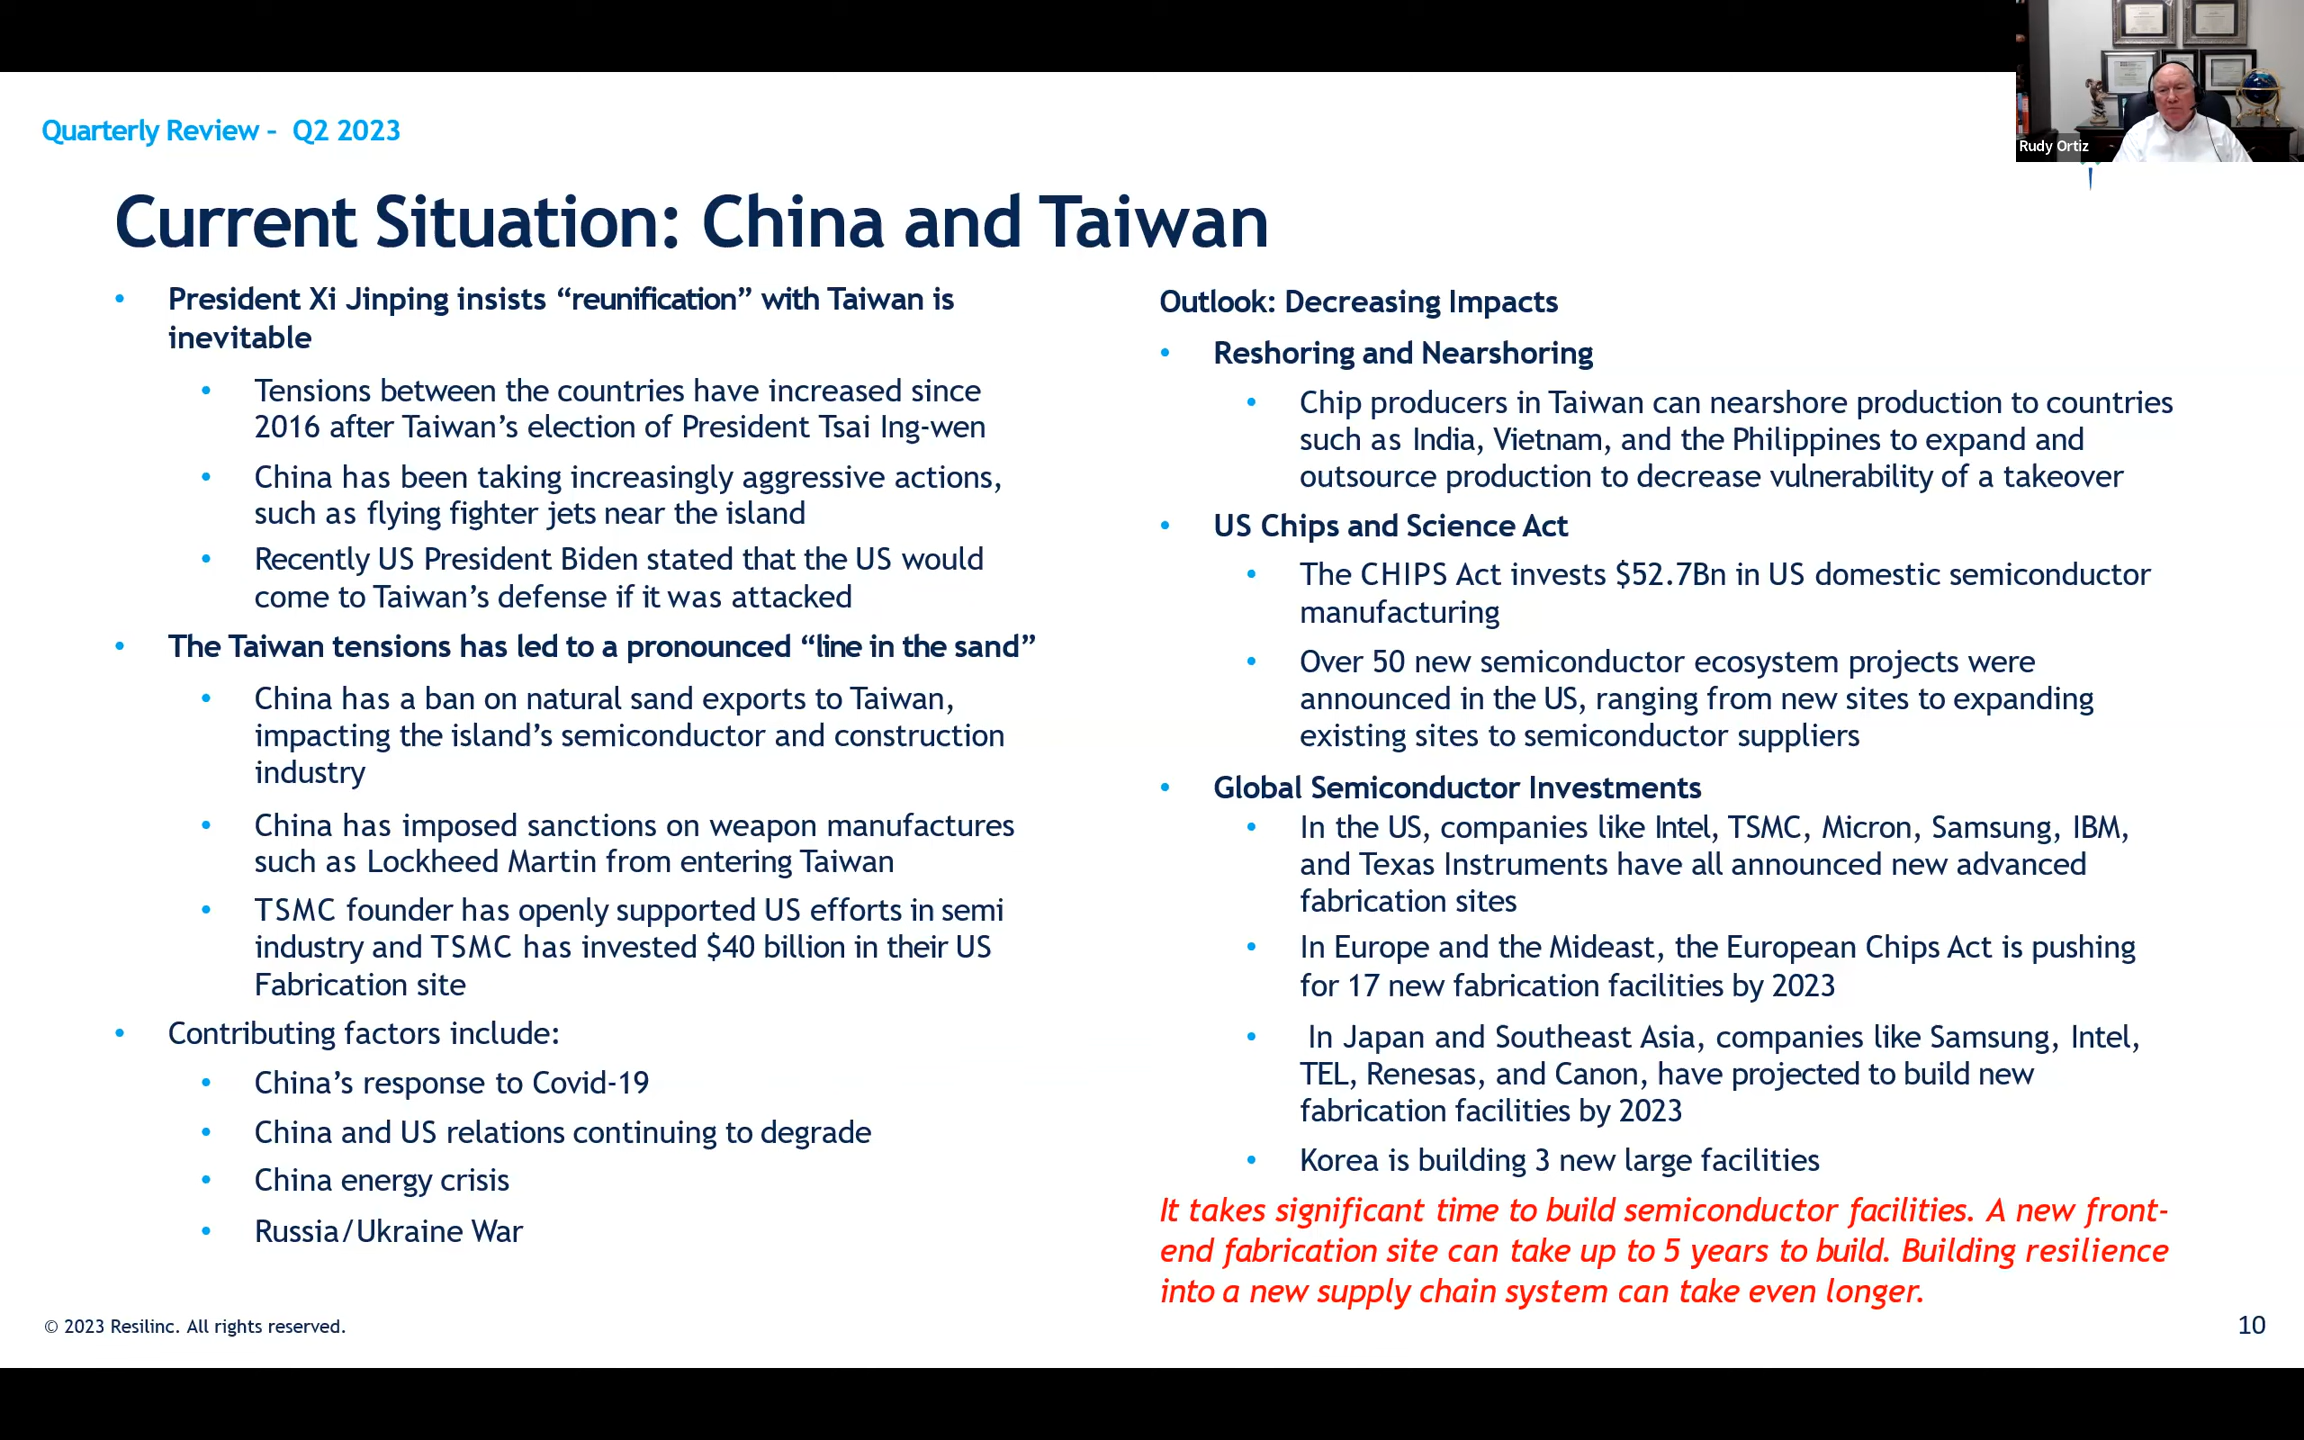 Rudy Ortiz
Quarterly Review - Q2 2023
Current Situation: China and Taiwan
• President Xi Jinping insists “reunification” with Taiwan is
inevitable
• Tensions between the countries have increased since
2016 after Taiwan’s election of President Tsai Ing-wen
• China has been taking increasingly aggressive actions,
such as flying fighter jets near the island
• Recently US President Biden stated that the US would
come to Taiwan’s defense if it was attacked
• The Taiwan tensions has led to a pronounced “line in the sand”
• China has a ban on natural sand exports to Taiwan,
impacting the island’s semiconductor and construction
industry
• China has imposed sanctions on weapon manufactures
such as Lockheed Martin from entering Taiwan
• TSMC founder has openly supported US efforts in semi
industry and TSMC has invested $40 billion in their US
Fabrication site
• Contributing factors include:
• China’s response to Covid-19
• China and US relations continuing to degrade
• China energy crisis
• Russia/Ukraine War
Outlook: Decreasing Impacts
• Reshoring and Nearshoring
• Chip producers in Taiwan can nearshore production to countries
such as India, Vietnam, and the Philippines to expand and
outsource production to decrease vulnerability of a takeover
• US Chips and Science Act
• The CHIPS Act invests $52.7Bn in US domestic semiconductor
manufacturing
• Over 50 new semiconductor ecosystem projects were
announced in the US, ranging from new sites to expanding
existing sites to semiconductor suppliers
• Global Semiconductor Investments
• In the US, companies like Intel, TSMC, Micron, Samsung, IBM,
and Texas Instruments have all announced new advanced
fabrication sites
• In Europe and the Mideast, the European Chips Act is pushing
for 17 new fabrication facilities by 2023
• In Japan and Southeast Asia, companies like Samsung, Intel,
TEL, Renesas, and Canon, have projected to build new
fabrication facilities by 2023
• Korea is building 3 new large facilities
It takes significant time to build semiconductor facilities. A new front-
end fabrication site can take up to 5 years to build. Building resilience
into a new supply chain system can take even longer.
© 2023 Resilinc. All rights reserved.
10